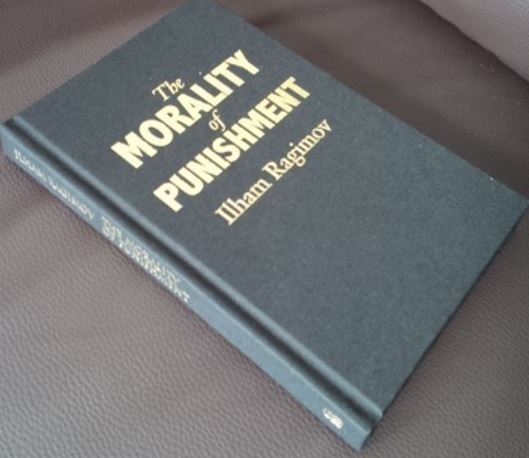 The
MORALITY
of
PUNISHMENT
Ilham Ragimov
ILHAM RAGIMOV
THE MORALITY
OF PUNISHMENT